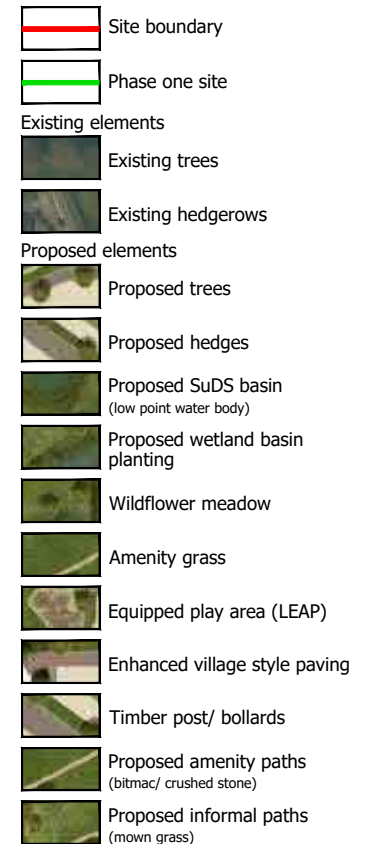 Site boundary
Phase one site
Existing elements
Existing trees
Existing hedgerows
Proposed elements
Proposed trees
Proposed hedges
Proposed SuDS basin
(low point water body)
Proposed wetland basin
planting
Wildflower meadow
Amenity grass
Equipped play area (LEAP)
Enhanced village style paving
Timber post/ bollards
Proposed amenity paths
(bitmac/ crushed stone)
Proposed informal paths
(mown grass)